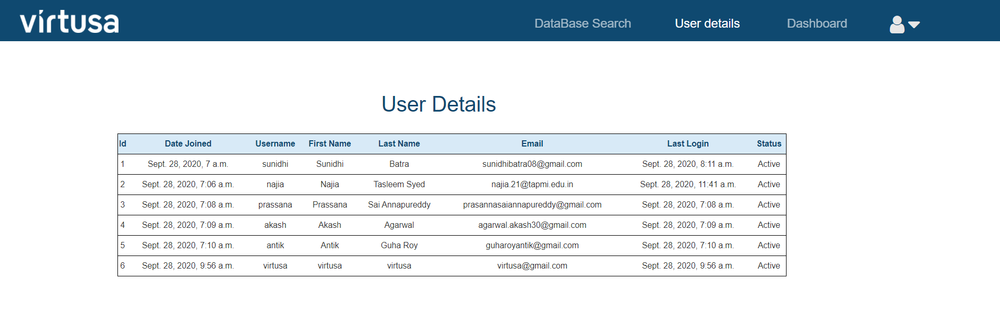 virtusa DataBase Search User details Dashboard
User Details
Id Date Joined Username First Name Last Name Email Last Login Status
1 Sept. 28, 2020, 7 a.m. sunidhi Sunidhi Batra sunidhibatra08@gmail.com Sept. 28, 2020, 8:11 a.m. Active
2 Sept. 28, 2020, 7:06 a.m. najia Najia Tasleem Syed najia.21@tapmi.edu.in Sept. 28, 2020, 11:41 a.m. Active
3 Sept. 28, 2020, 7:08 a.m. prassana Prassana Sai Annapureddy prasannasaiannapureddy@gmail.com Sept. 28, 2020, 7:08 a.m. Active
4 Sept. 28, 2020, 7:09 a.m. akash Akash Agarwal agarwal.akash30@gmail.com Sept. 28, 2020, 7:09 a.m. Active
5 Sept. 28, 2020, 7:10 a.m. antik Antik Guha Roy guharoyantik@gmail.com Sept. 28, 2020, 7:10 a.m. Active
6 Sept. 28, 2020, 9:56 a.m. virtusa virtusa virtusa virtusa@gmail.com Sept. 28, 2020, 9:56 a.m. Active